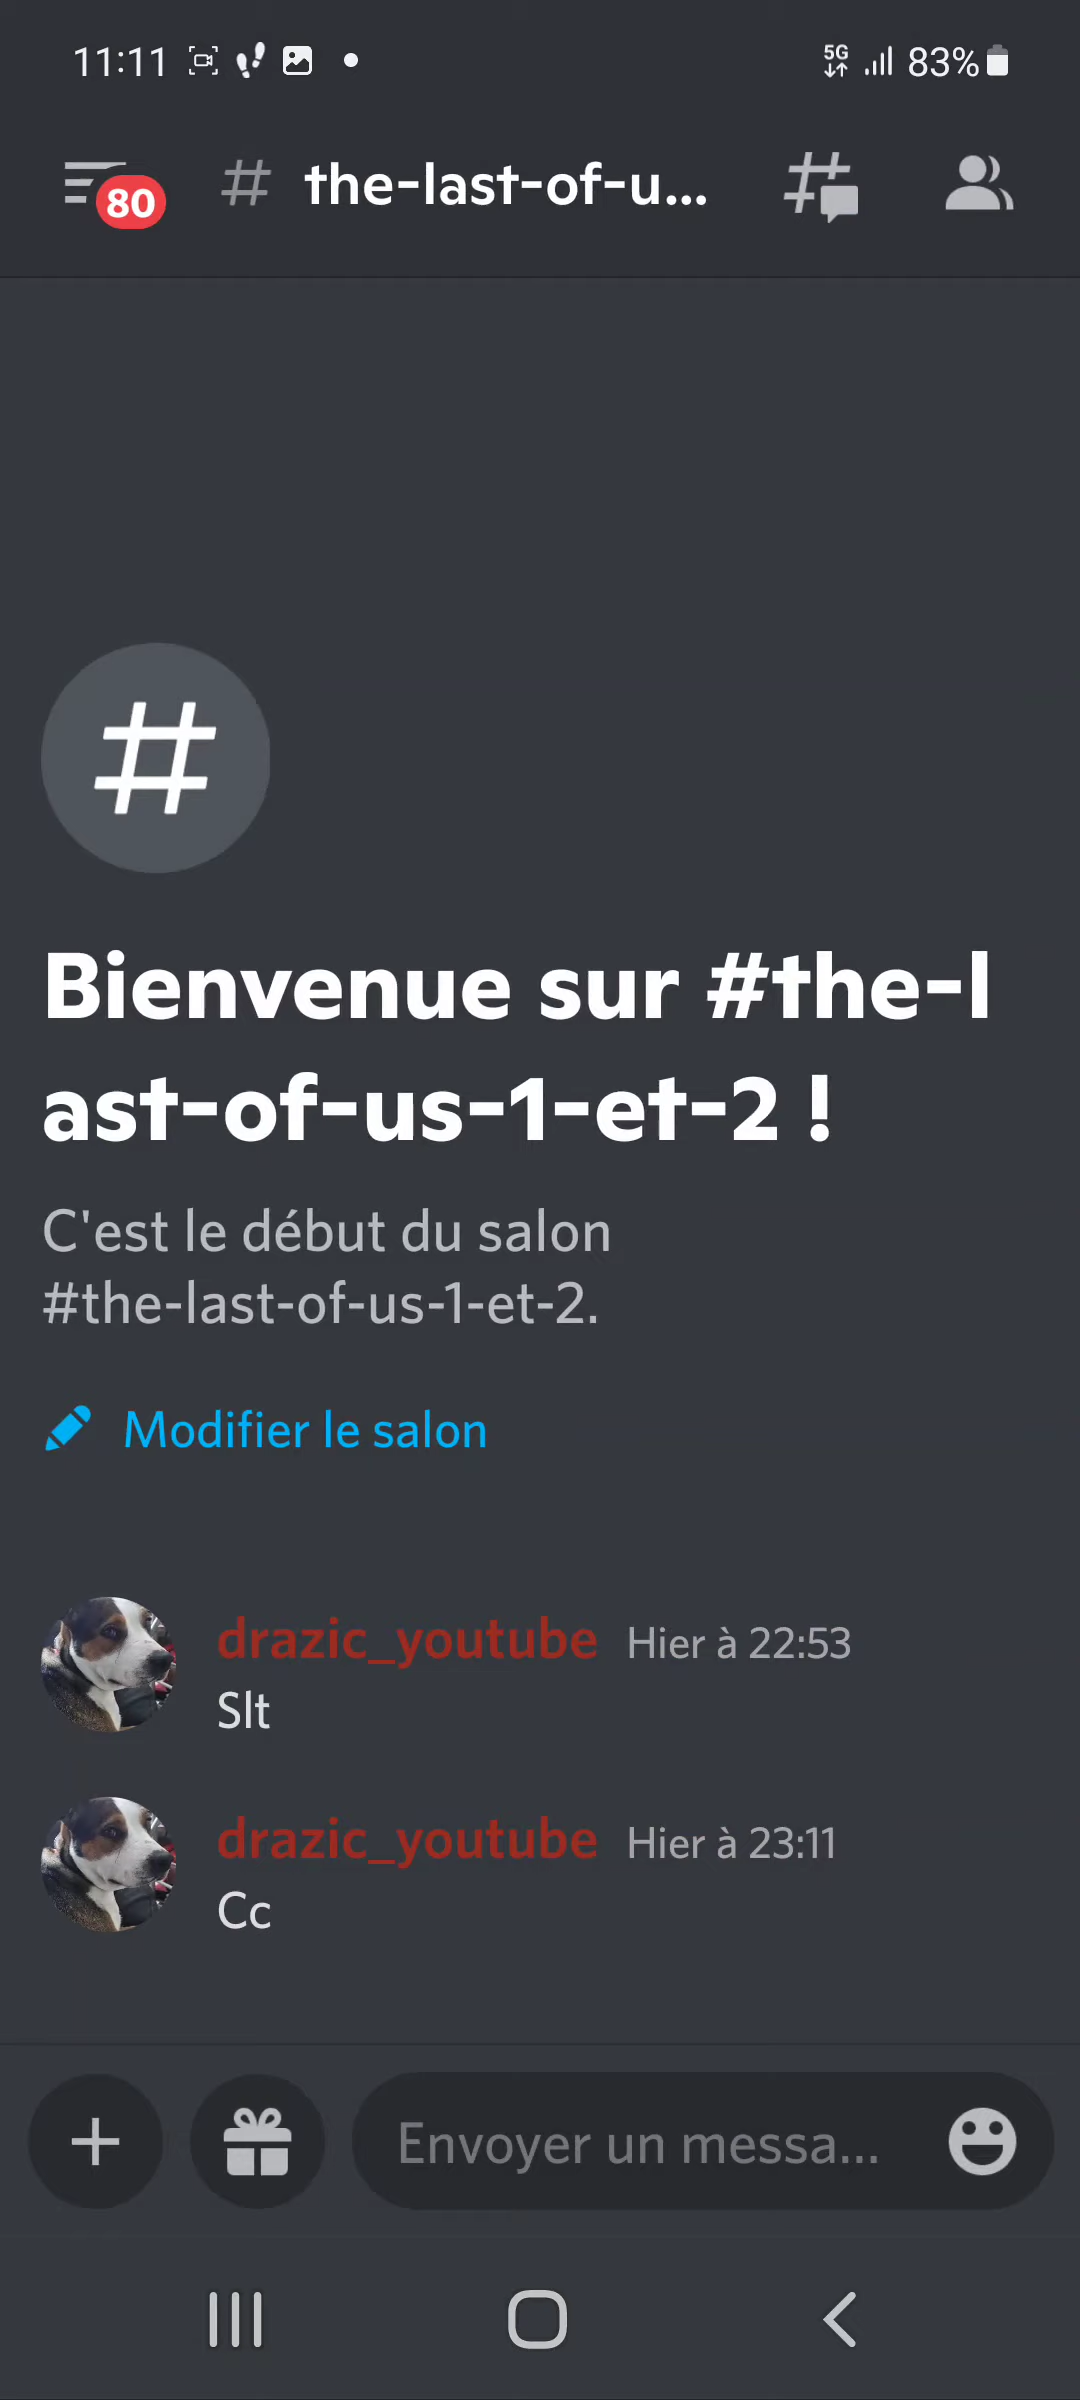 11:11 5G 83%
80 # the-last-of-u...
Bienvenue sur #the-l
ast-of-us-1-et-2 !
C'est le début du salon
#the-last-of-us-1-et-2.
Modifier le salon
drazic_youtube Hier à 22:53
Slt
drazic_youtube Hier à 23:11
Cc
Envoyer un messa...